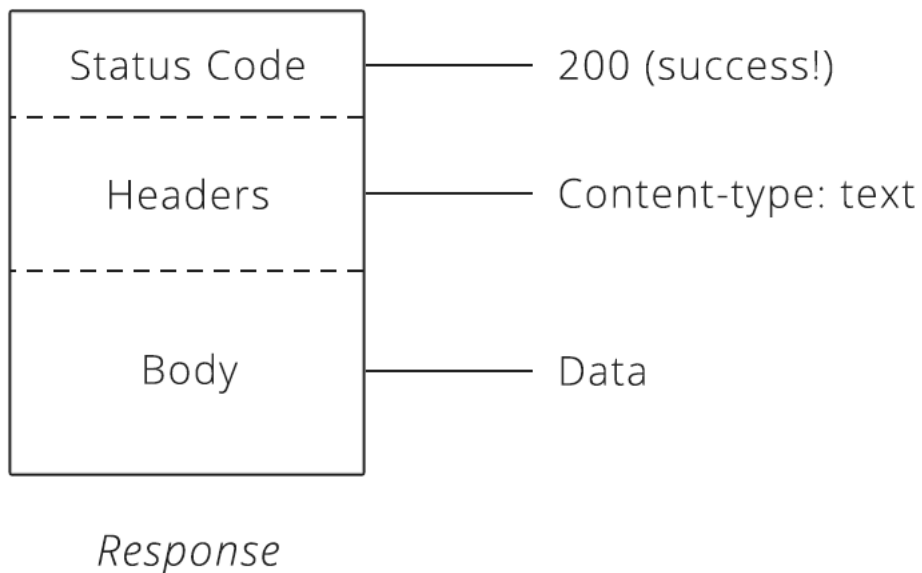 Status Code
200 (success!)
Headers
Content-type: text
Body
Data
Response